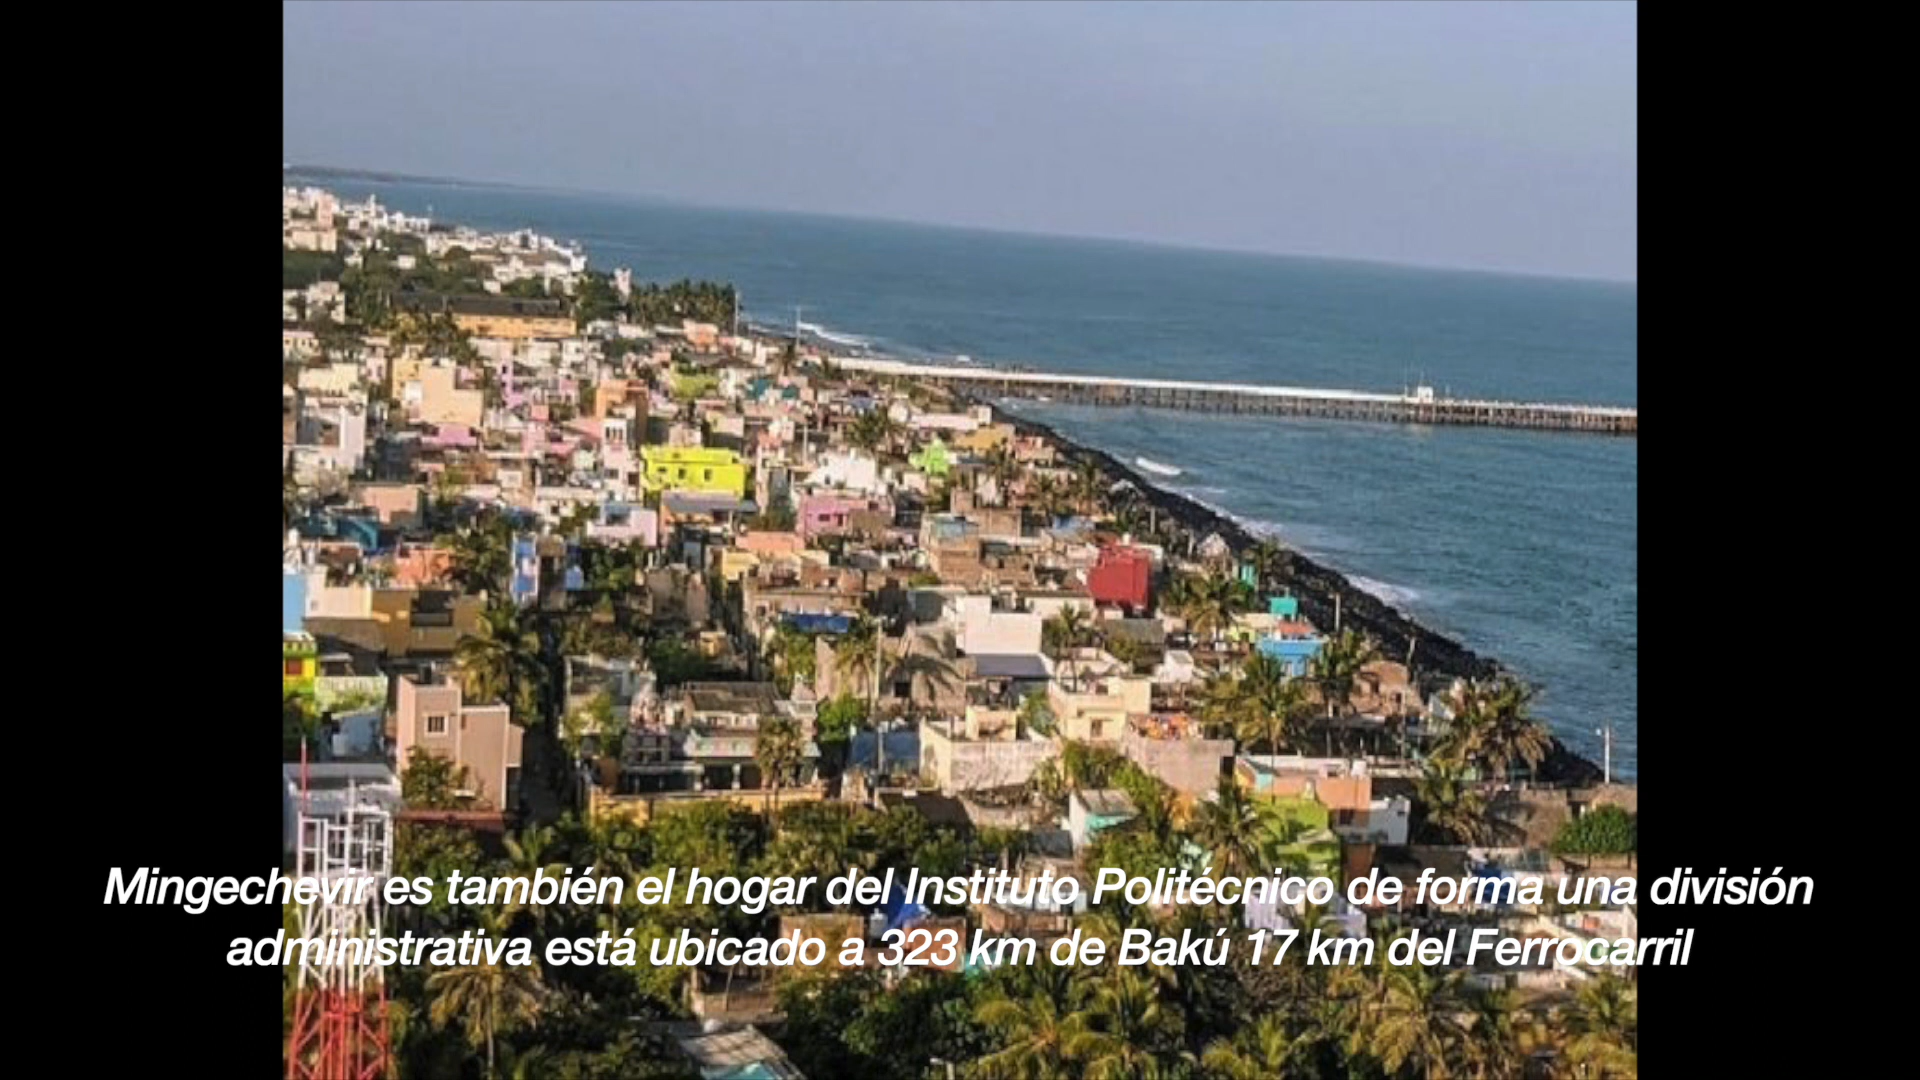 Mingechevir es también el hogar del Instituto Politécnico de forma una división
administrativa está ubicado a 323 km de Bakú 17 km del Ferrocarril